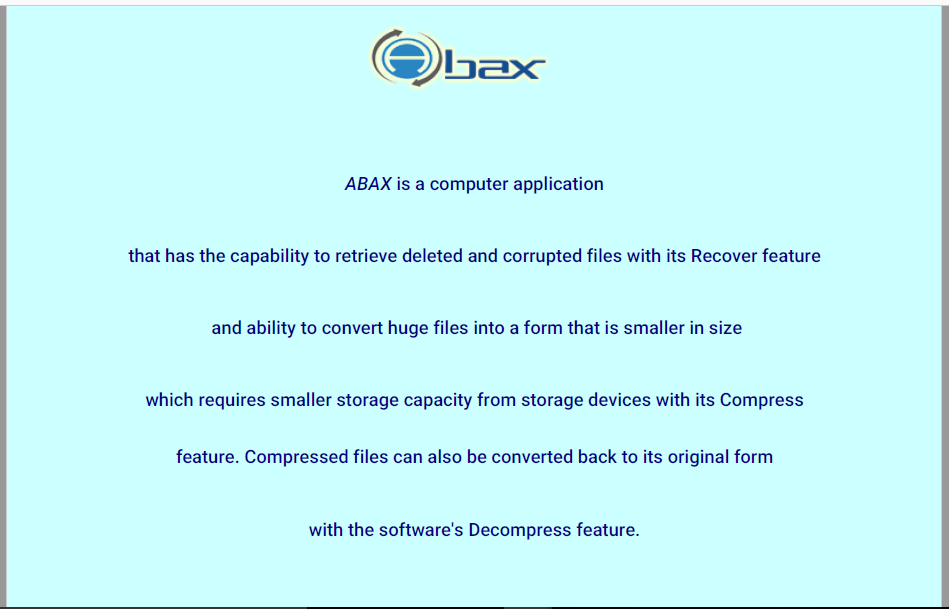 abax
ABAX is a computer application
that has the capability to retrieve deleted and corrupted files with its Recover feature
and ability to convert huge files into a form that is smaller in size
which requires smaller storage capacity from storage devices with its Compress
feature. Compressed files can also be converted back to its original form
with the software's Decompress feature.